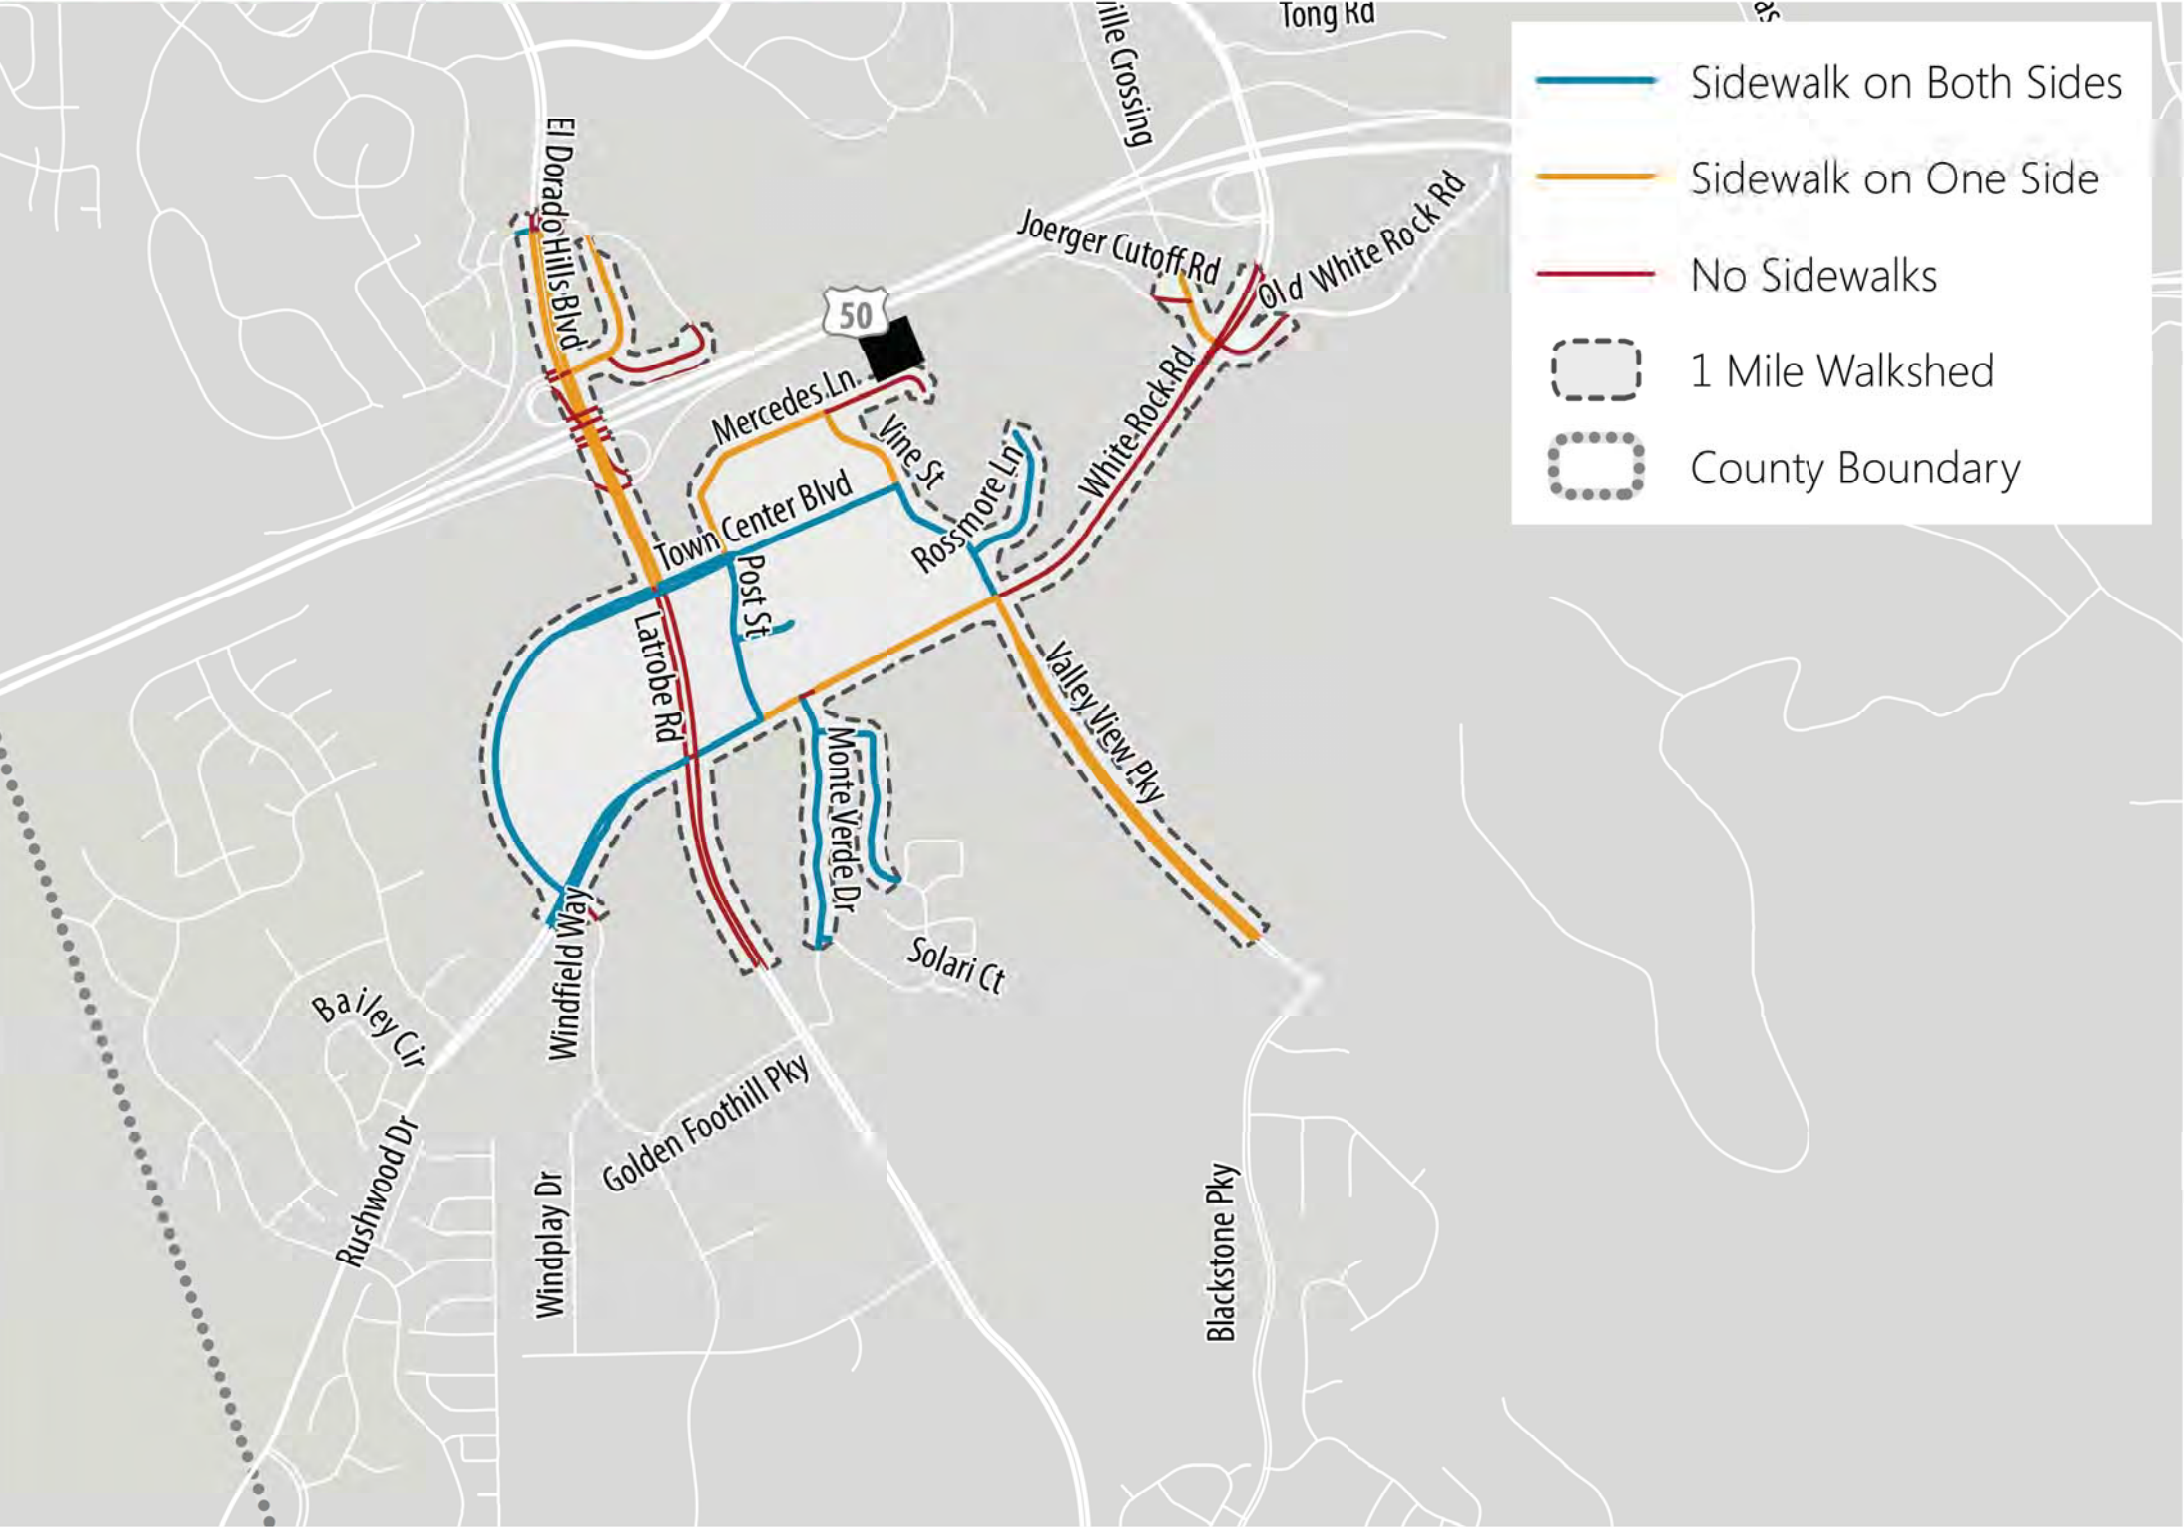 Tong Rd
ille Crossing
as
El Dorado Hills Blvd
Joerger Cutoff Rd
Old White Rock Rd
50
Mercedes Ln
Vine St
Rossmore Ln
White Rock Rd
Town Center Blvd
Post St
Latrobe Rd
Valley View Pky
Monte Verde Dr
Solari Ct
Windfield Way
Bailey Cir
Golden Foothill Pky
Rushwood Dr
Windplay Dr
Blackstone Pky
Sidewalk on Both Sides
Sidewalk on One Side
No Sidewalks
1 Mile Walkshed
County Boundary